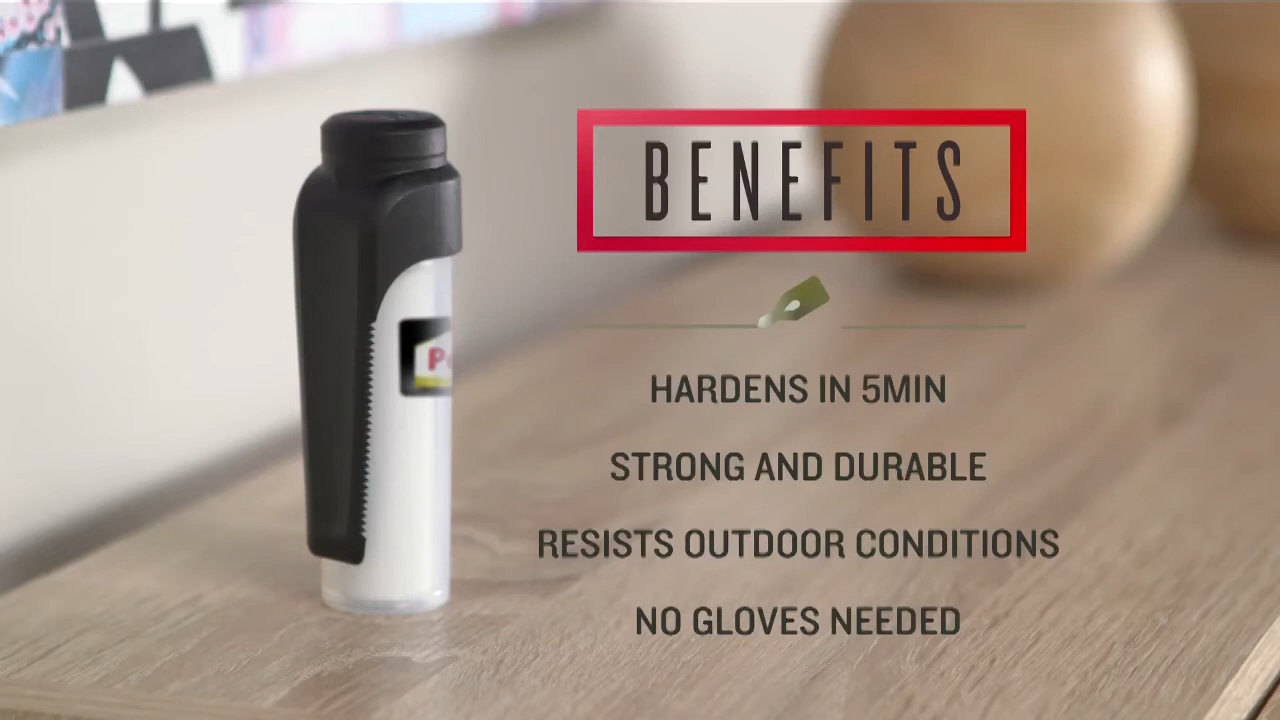 BENEFITS
HARDENS IN 5MIN
STRONG AND DURABLE
RESISTS OUTDOOR CONDITIONS
NO GLOVES NEEDED